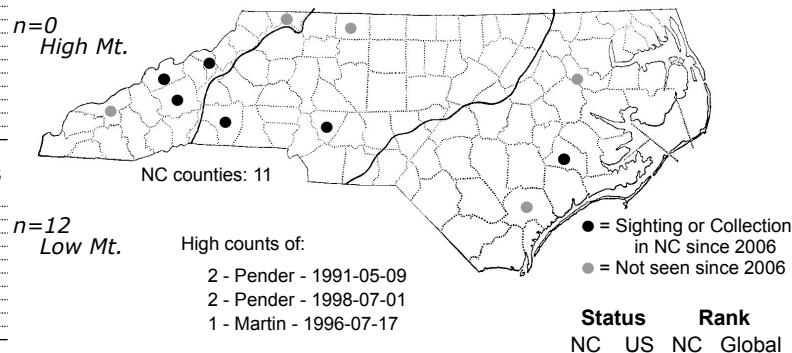 n=0
High Mt.
NC counties: 11
n=12
Low Mt.
High counts of:
2 - Pender - 1991-05-09
2 - Pender - 1998-07-01
1 - Martin - 1996-07-17
● = Sighting or Collection
in NC since 2006
● = Not seen since 2006
Status Rank
NC US NC Global